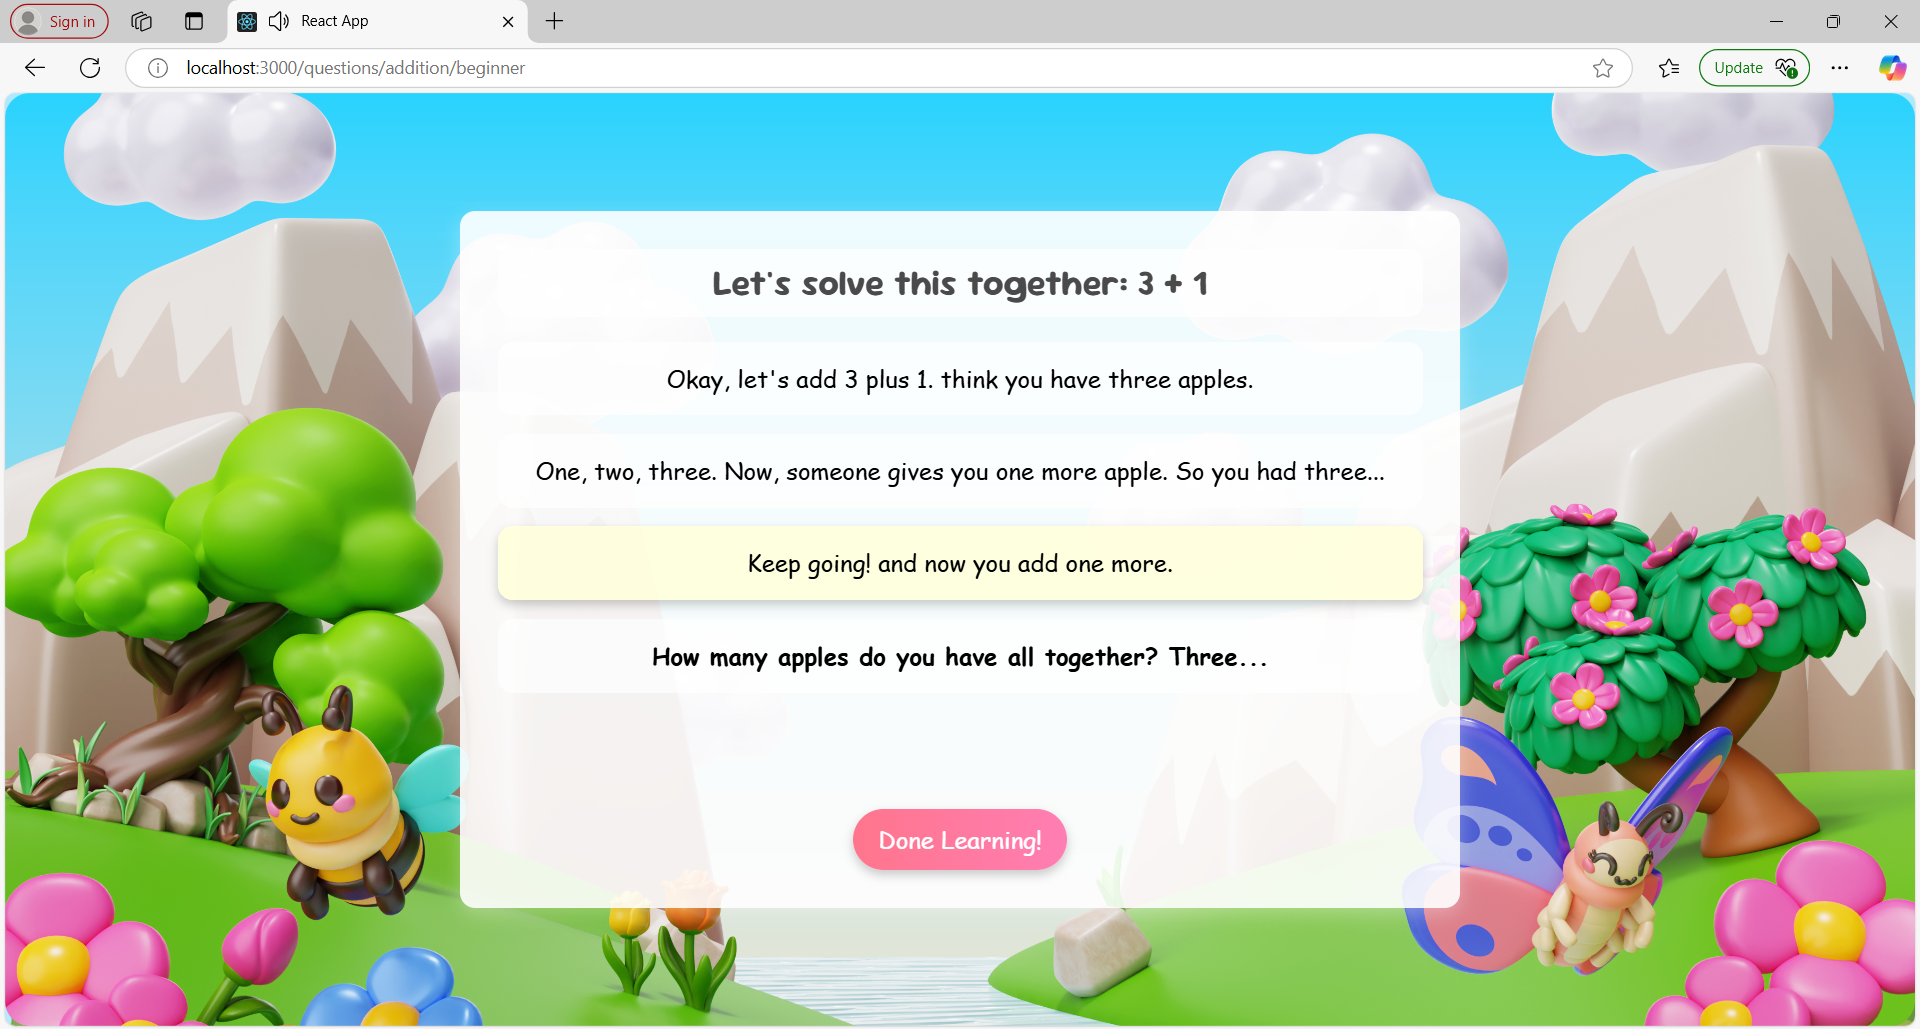 Sign in
React App
localhost:3000/questions/addition/beginner
Update
Let's solve this together: 3 + 1
Okay, let's add 3 plus 1. think you have three apples.
One, two, three. Now, someone gives you one more apple. So you had three...
Keep going! and now you add one more.
How many apples do you have all together? Three...
Done Learning!